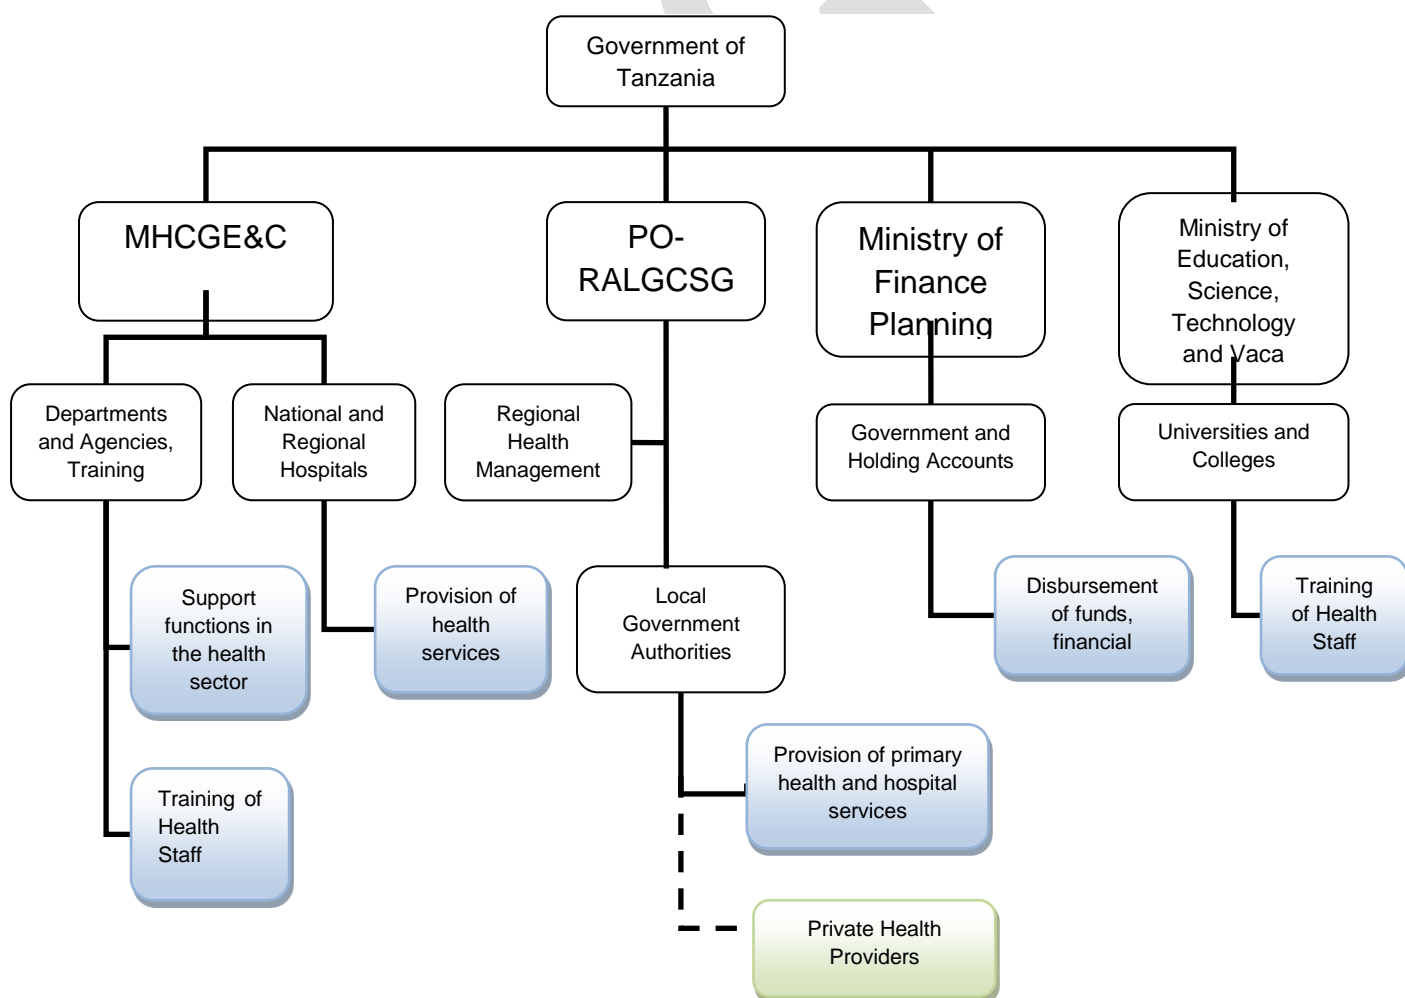 Government of
Tanzania
MHCGE&C
PO-
RALGCSG
Ministry of
Finance
Planning
Ministry of
Education,
Science,
Technology
and Vaca
Departments
and Agencies,
Training
National and
Regional
Hospitals
Regional
Health
Management
Government and
Holding Accounts
Universities and
Colleges
Support
functions in
the health
sector
Provision of
health
services
Local
Government
Authorities
Disbursement
of funds,
financial
Training
of Health
Staff
Provision of primary
health and hospital
services
Training of
Health
Staff
Private Health
Providers